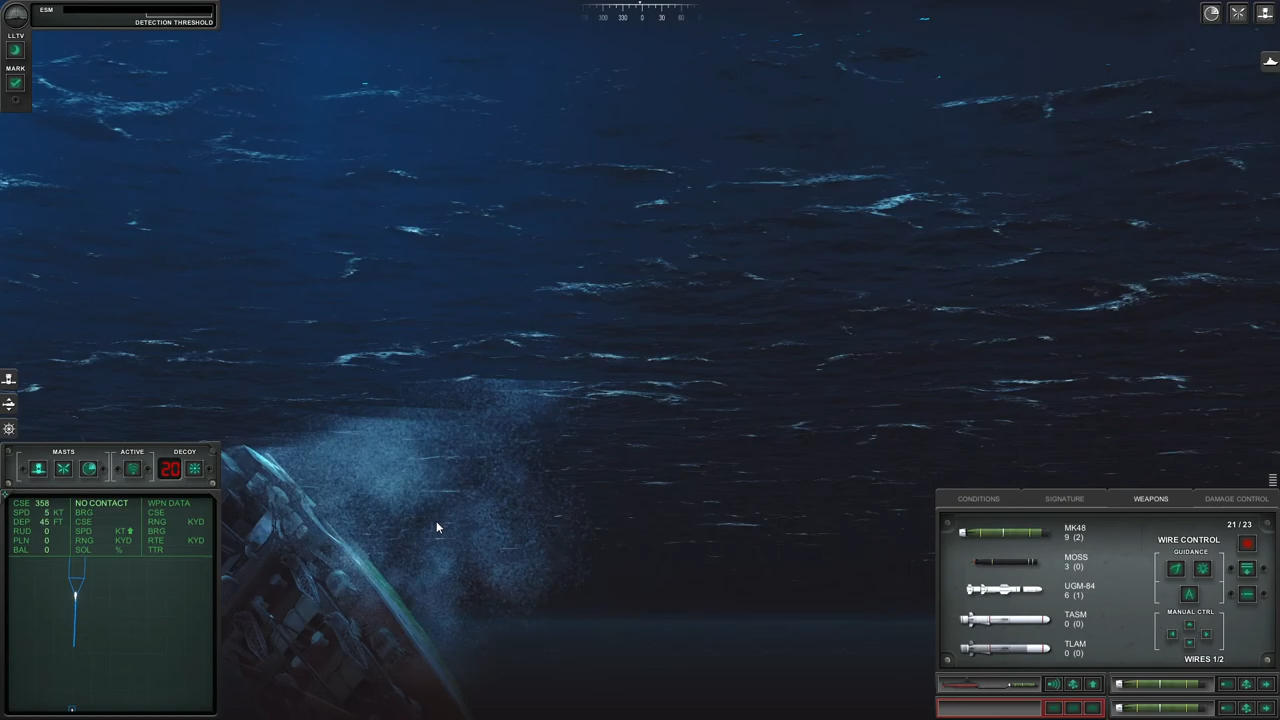 ESM
DETECTION THRESHOLD
300 330 0 30 60
LLTV
MARK
MASTS ACTIVE DECOY
20
CSE 358 NO CONTACT WPN DATA
SPD 5 KT BRG CSE
DEP 45 FT CSE RNG KYD
RUD 0 SPD KT BRG
PLN 0 RNG KYD RTE KYD
BAL 0 SOL % TTR
CONDITIONS SIGNATURE WEAPONS DAMAGE CONTROL
MK48
9 (2)
MOSS
3 (0)
UGM-84
6 (1)
TASM
0 (0)
TLAM
0 (0)
21 / 23
WIRE CONTROL
GUIDANCE
A
MANUAL CTRL
WIRES 1/2